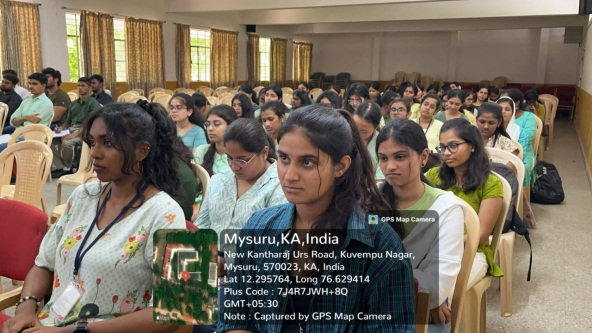 GPS Map Camera
Mysuru,KA,India
New Kantharaj Urs Road, Kuvempu Nagar,
Mysuru, 570023, KA, India
Lat 12.295764, Long 76.629414
Plus Code : 7J4R7JWH+8Q
GMT+05:30
Note : Captured by GPS Map Camera